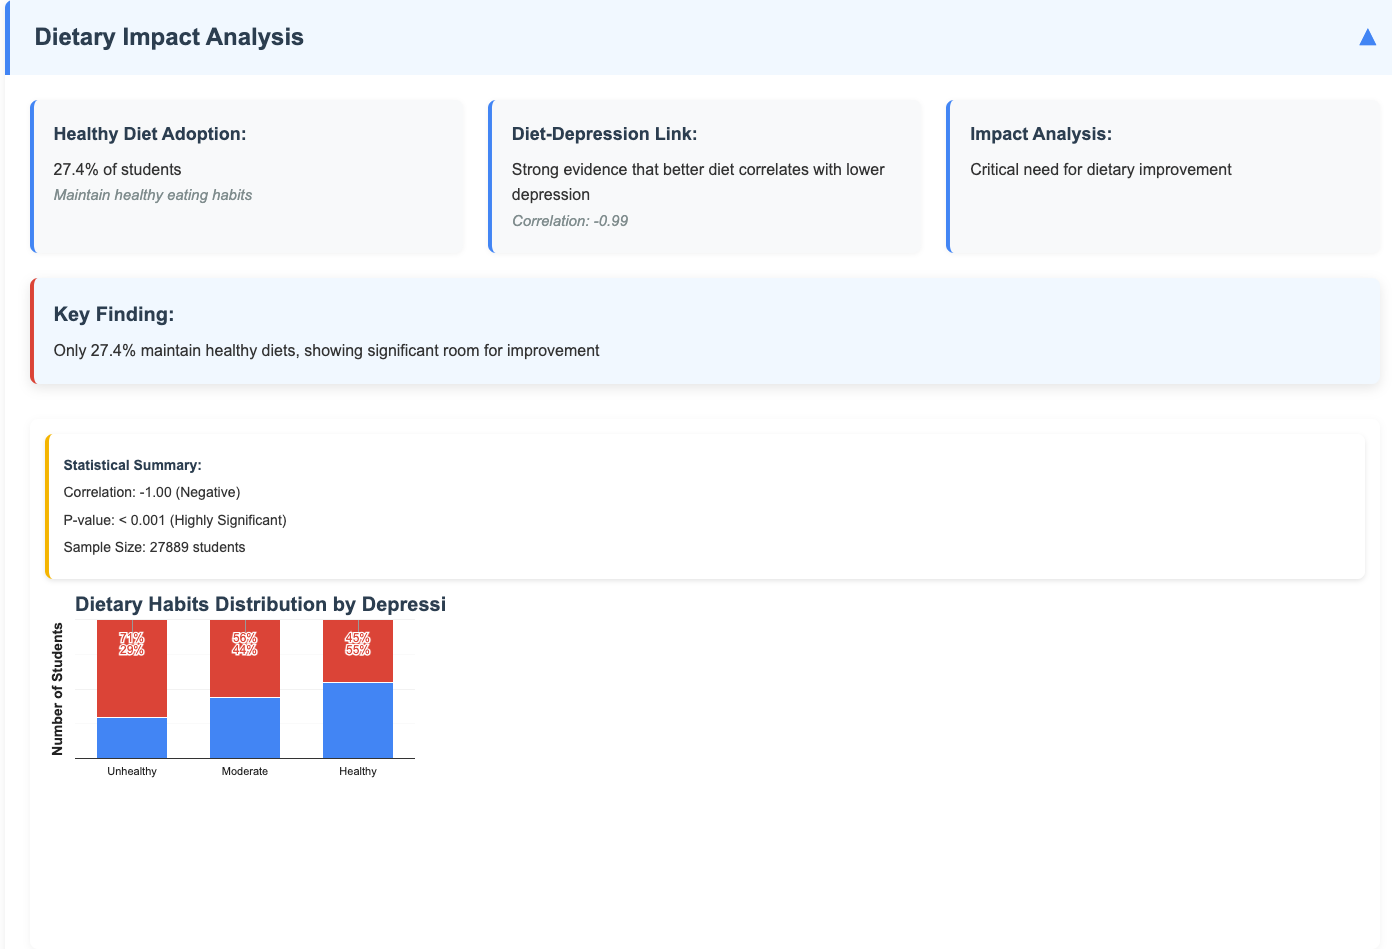 Dietary Impact Analysis
▲
Healthy Diet Adoption:
27.4% of students
Maintain healthy eating habits
Diet-Depression Link:
Strong evidence that better diet correlates with lower
depression
Correlation: -0.99
Impact Analysis:
Critical need for dietary improvement
Key Finding:
Only 27.4% maintain healthy diets, showing significant room for improvement
Statistical Summary:
Correlation: -1.00 (Negative)
P-value: < 0.001 (Highly Significant)
Sample Size: 27889 students
Dietary Habits Distribution by Depressi
Number of Students
71%
29%
56%
44%
45%
55%
Unhealthy
Moderate
Healthy